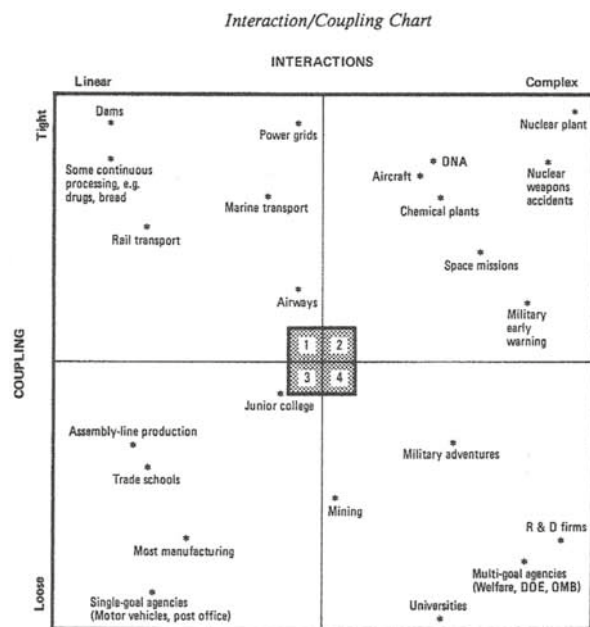 Interaction/Coupling Chart
INTERACTIONS
Linear
Complex
COUPLING
Tight
Loose
Dams
Some continuous
processing, e.g.
drugs, bread
Rail transport
Power grids
Marine transport
Airways
Nuclear plant
DNA
Aircraft
Nuclear
weapons
accidents
Chemical plants
Space missions
Military
early
warning
1
2
3
4
Junior college
Assembly-line production
Trade schools
Most manufacturing
Single-goal agencies
(Motor vehicles, post office)
Military adventures
Mining
R & D firms
Multi-goal agencies
(Welfare, DOE, OMB)
Universities